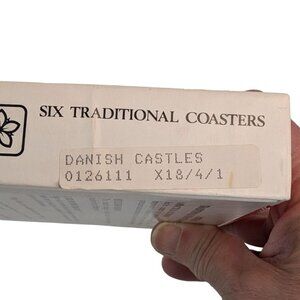 SIX TRADITIONAL COASTERS
DANISH CASTLES
0126111 X18/4/1